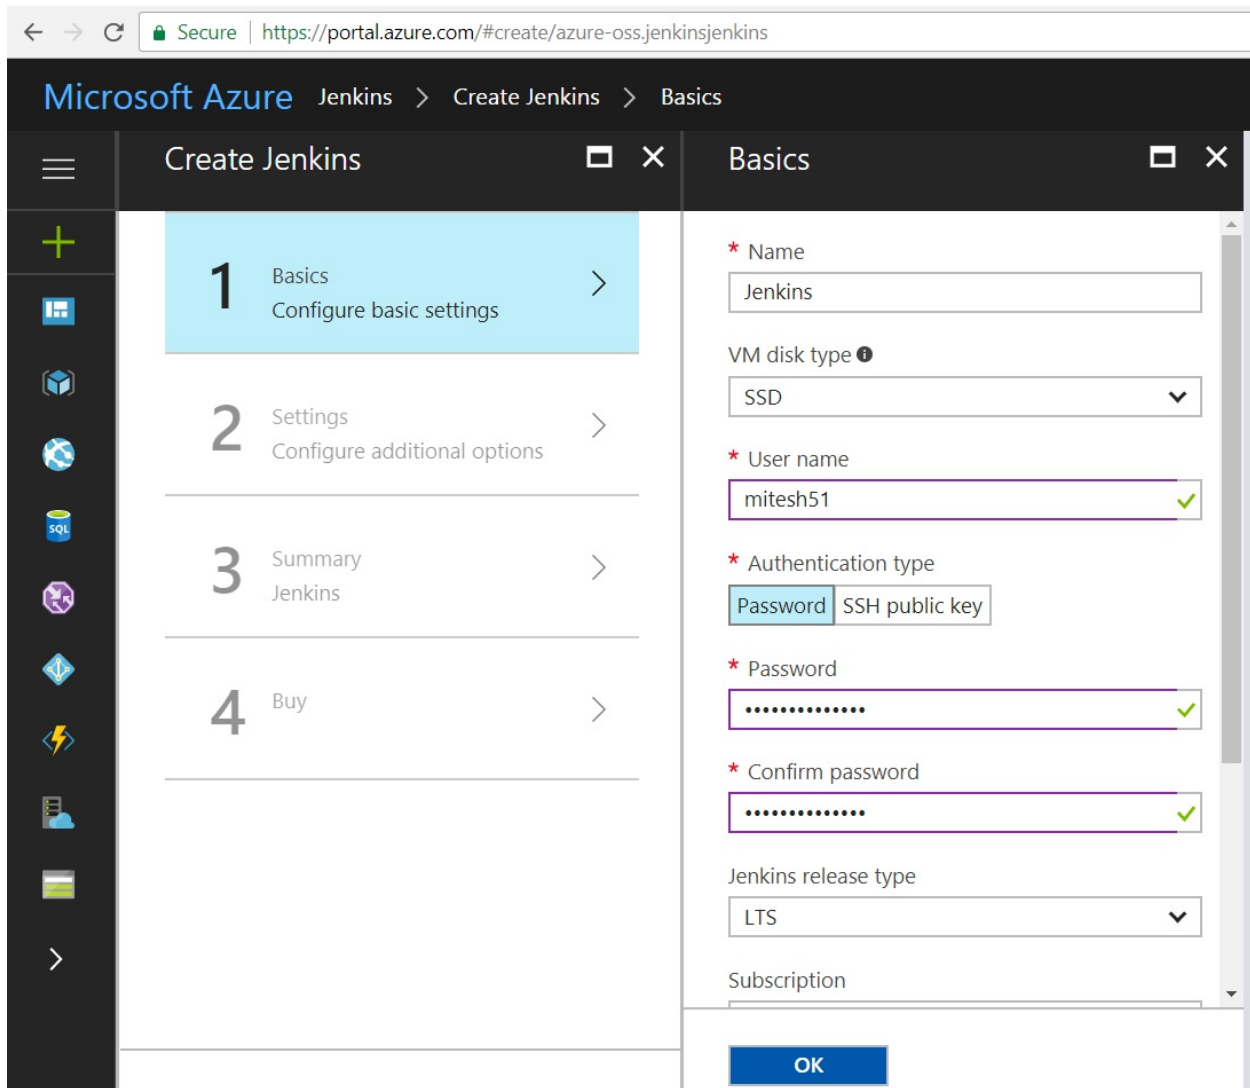 Secure https://portal.azure.com/#create/azure-oss.jenkinsjenkins
Microsoft Azure Jenkins > Create Jenkins > Basics
Create Jenkins
1
Basics
Configure basic settings
2
Settings
Configure additional options
3
Summary
Jenkins
4
Buy
SQL
Basics
* Name
Jenkins
VM disk type
SSD
* User name
mitesh51
* Authentication type
Password SSH public key
* Password
••••••••••••••
* Confirm password
••••••••••••••
Jenkins release type
LTS
Subscription
OK